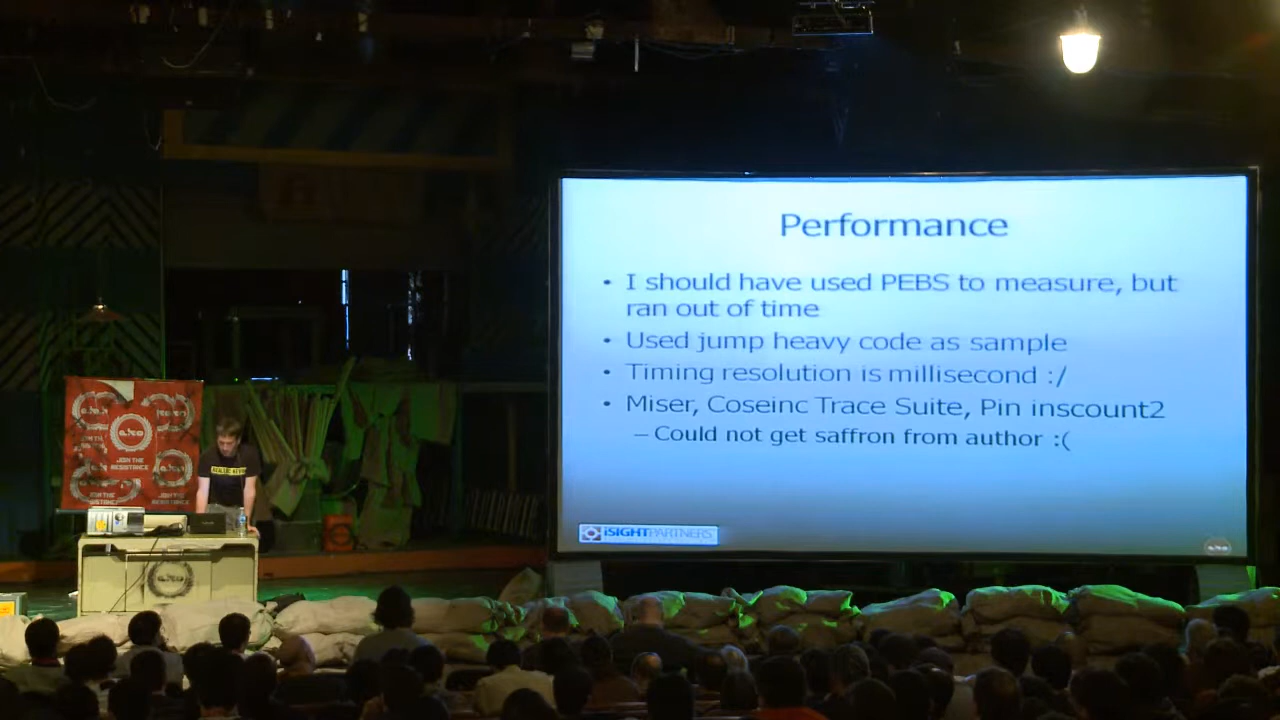 Performance
• I should have used PEBS to measure, but
ran out of time
• Used jump heavy code as sample
• Timing resolution is millisecond :/
• Miser, Coseinc Trace Suite, Pin inscount2
– Could not get saffron from author :(
iSIGHTPARTNERS
JOIN THE
RESISTANCE